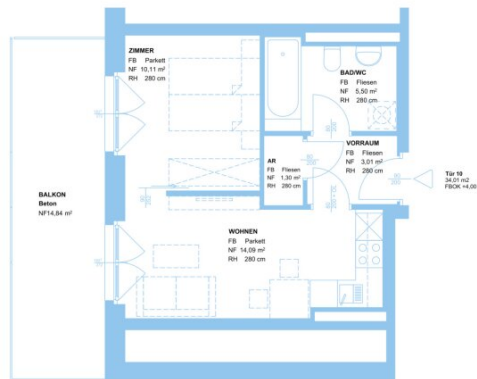 ZIMMER
FB Parkett
NF 10,11 m²
RH 280 cm
BAD/WC
FB Fliesen
NF 5,50 m²
RH 280 cm
VORRAUM
FB Fliesen
NF 3,01 m²
RH 280 cm
AR
FB Fliesen
NF 1,30 m²
RH 280 cm
Tür 10
34,01 m2
FBOK +4,00
BALKON
Beton
NF14,84 m²
WOHNEN
FB Parkett
NF 14,09 m²
RH 280 cm